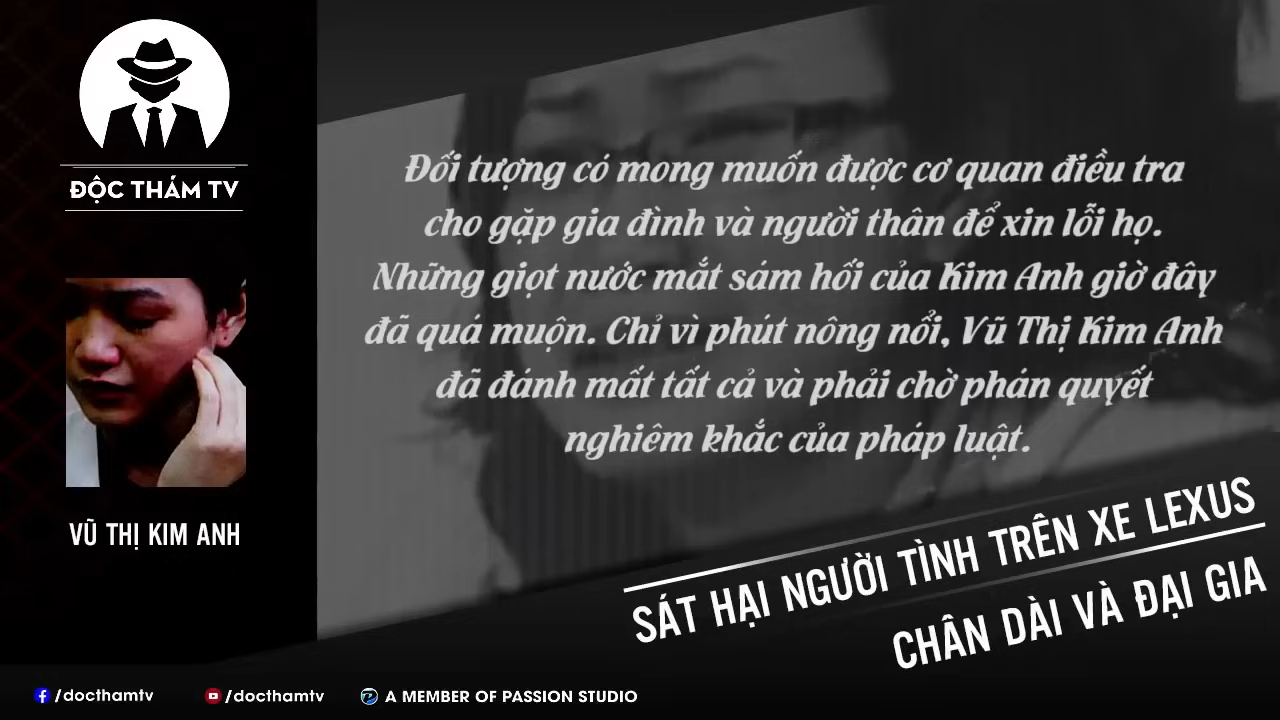 ĐỘC THÁM TV
VŨ THỊ KIM ANH
Đối tượng có mong muốn được cơ quan điều tra
cho gặp gia đình và người thân để xin lỗi họ.
Những giọt nước mắt sám hối của Kim Anh giờ đây
đã quá muộn. Chỉ vì phút nông nổi, Vũ Thị Kim Anh
đã đánh mất tất cả và phải chờ phán quyết
nghiêm khắc của pháp luật.
SÁT HẠI NGƯỜI TÌNH TRÊN XE LEXUS
CHÂN DÀI VÀ ĐẠI GIA
/docthamtv
/docthamtv
A MEMBER OF PASSION STUDIO